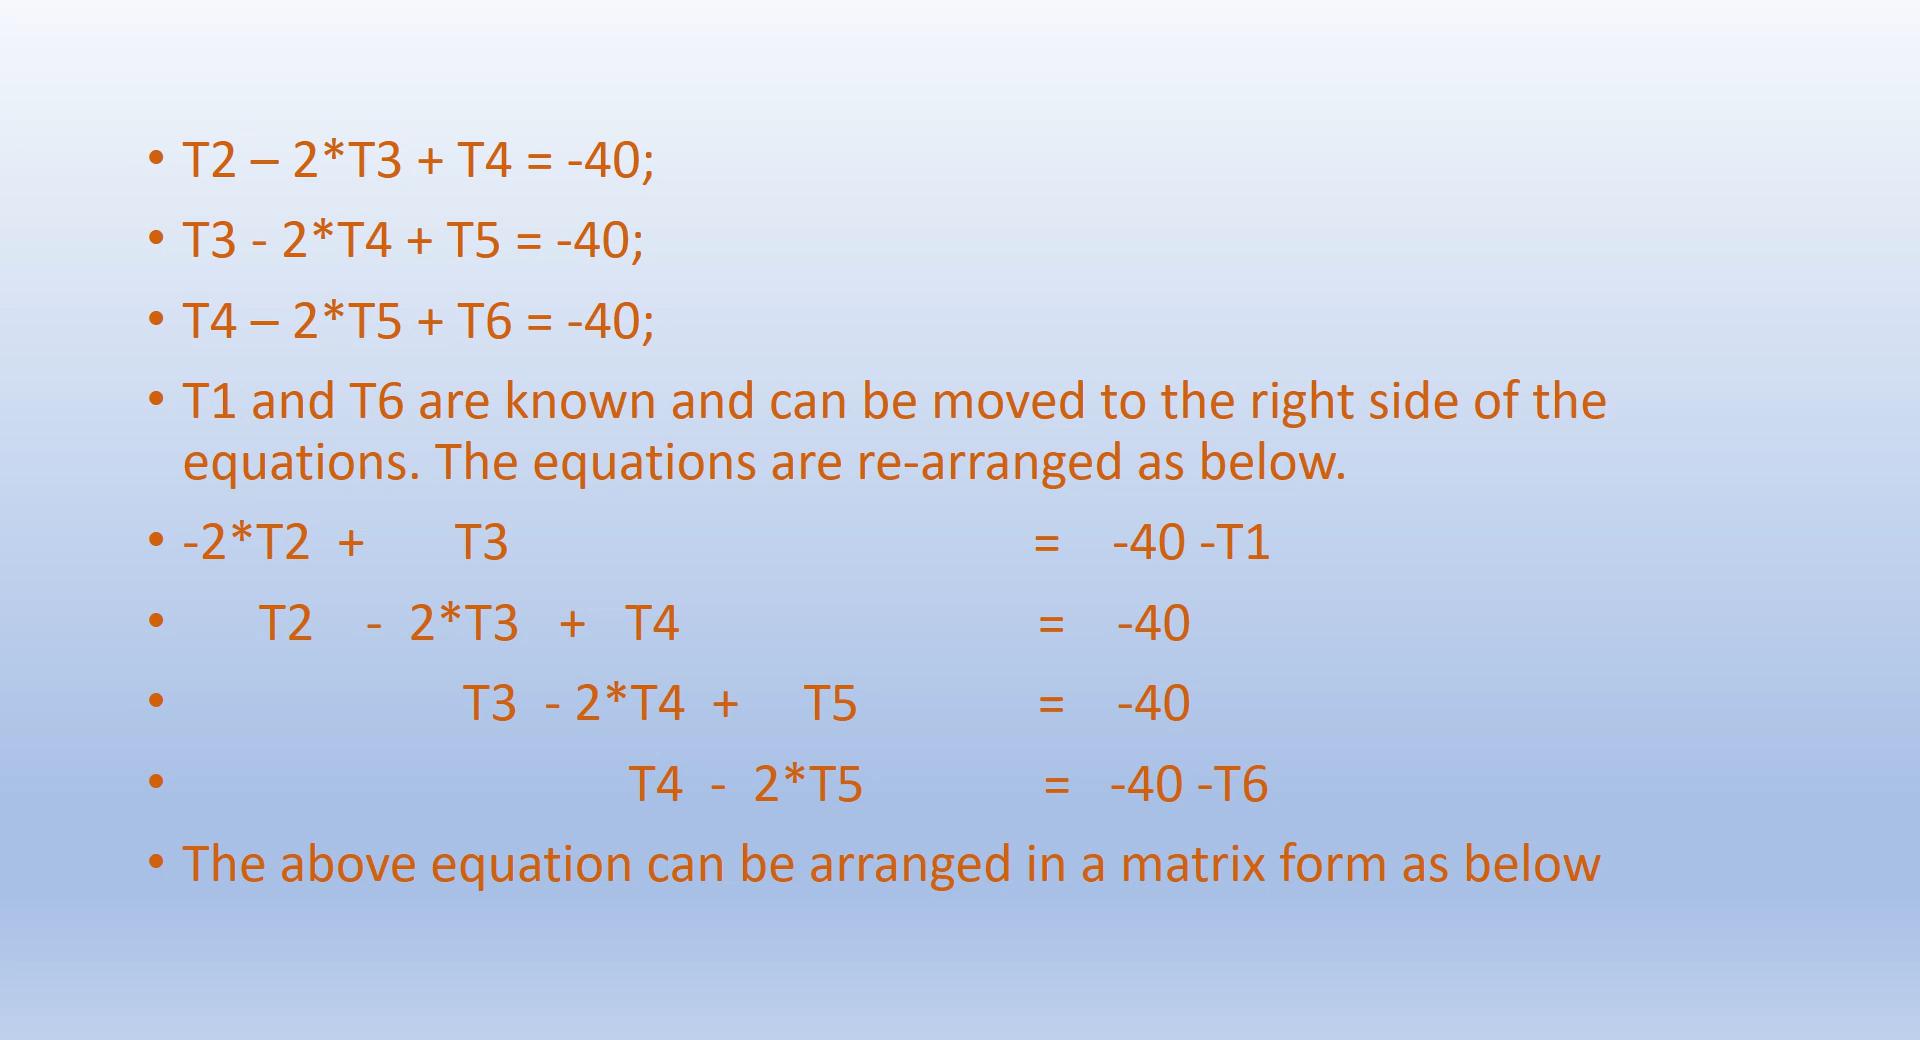 • T2 – 2*T3 + T4 = -40;
• T3 - 2*T4 + T5 = -40;
• T4 – 2*T5 + T6 = -40;
• T1 and T6 are known and can be moved to the right side of the
equations. The equations are re-arranged as below.
• -2*T2 + T3 = -40 -T1
• T2 - 2*T3 + T4 = -40
• T3 - 2*T4 + T5 = -40
• T4 - 2*T5 = -40 -T6
• The above equation can be arranged in a matrix form as below